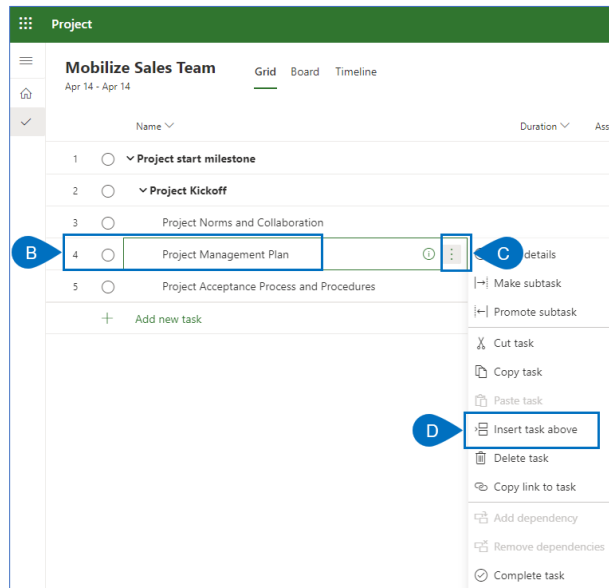 Project
Mobilize Sales Team
Grid Board Timeline
Apr 14 - Apr 14
Name Duration
1 Project start milestone
2 Project Kickoff
3 Project Norms and Collaboration
B 4 Project Management Plan C details
5 Project Acceptance Process and Procedures
Add new task
Make subtask
Promote subtask
Cut task
Copy task
Paste task
D Insert task above
Delete task
Copy link to task
Add dependency
Remove dependencies
Complete task